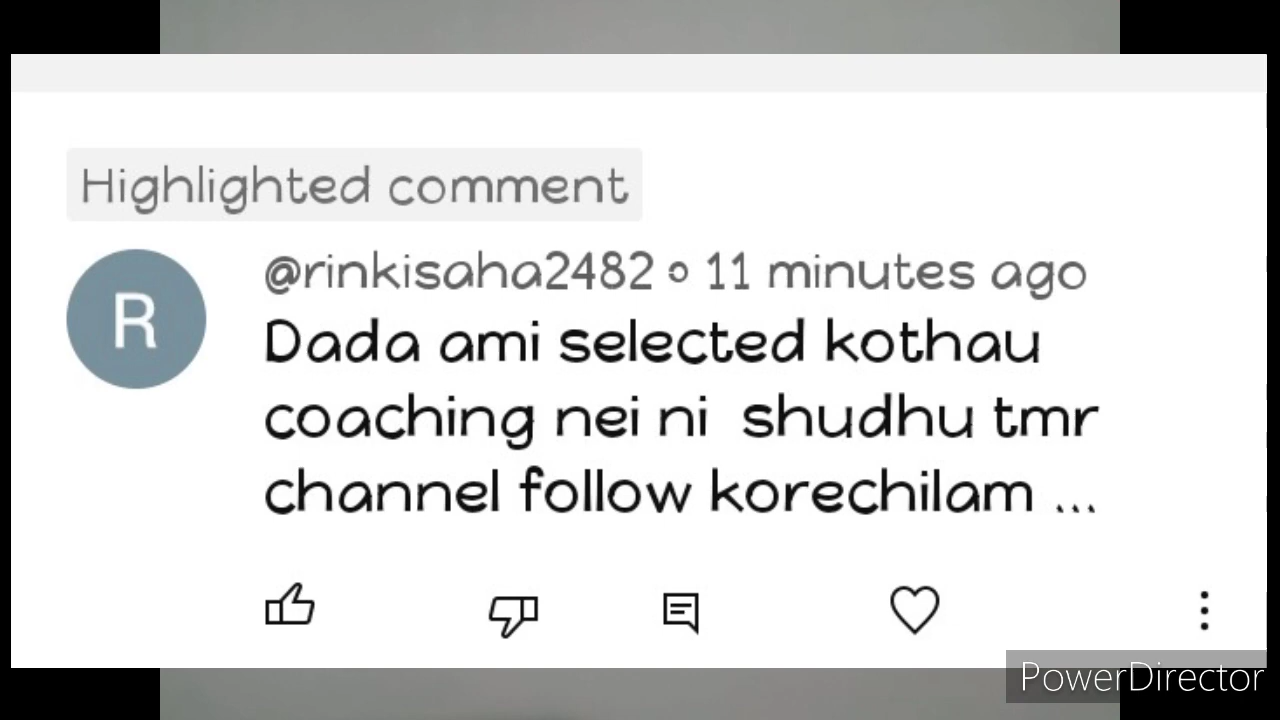 Highlighted comment
R
@rinkisaha2482 • 11 minutes ago
Dada ami selected kothau
coaching nei ni shudhu tmr
channel follow korechilam ...
PowerDirector